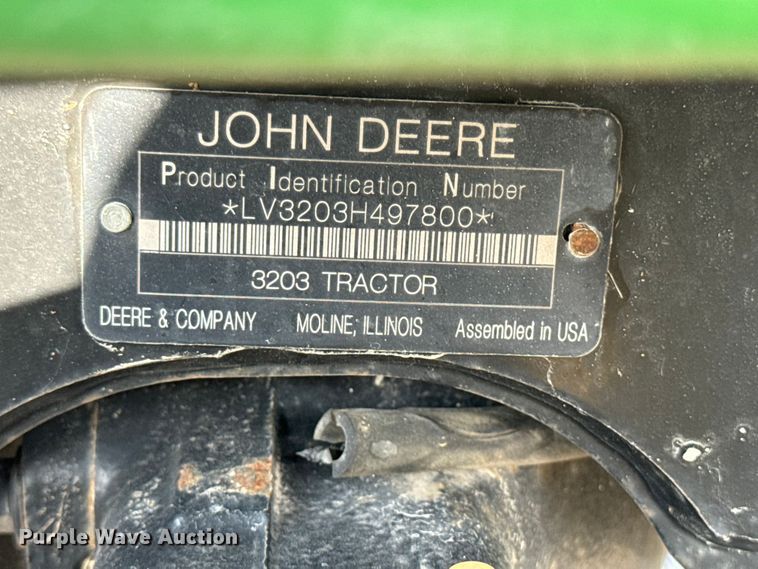 JOHN DEERE
Product Identification Number
*LV3203H497800*
3203 TRACTOR
DEERE & COMPANY MOLINE, ILLINOIS Assembled in USA
Purple Wave Auction